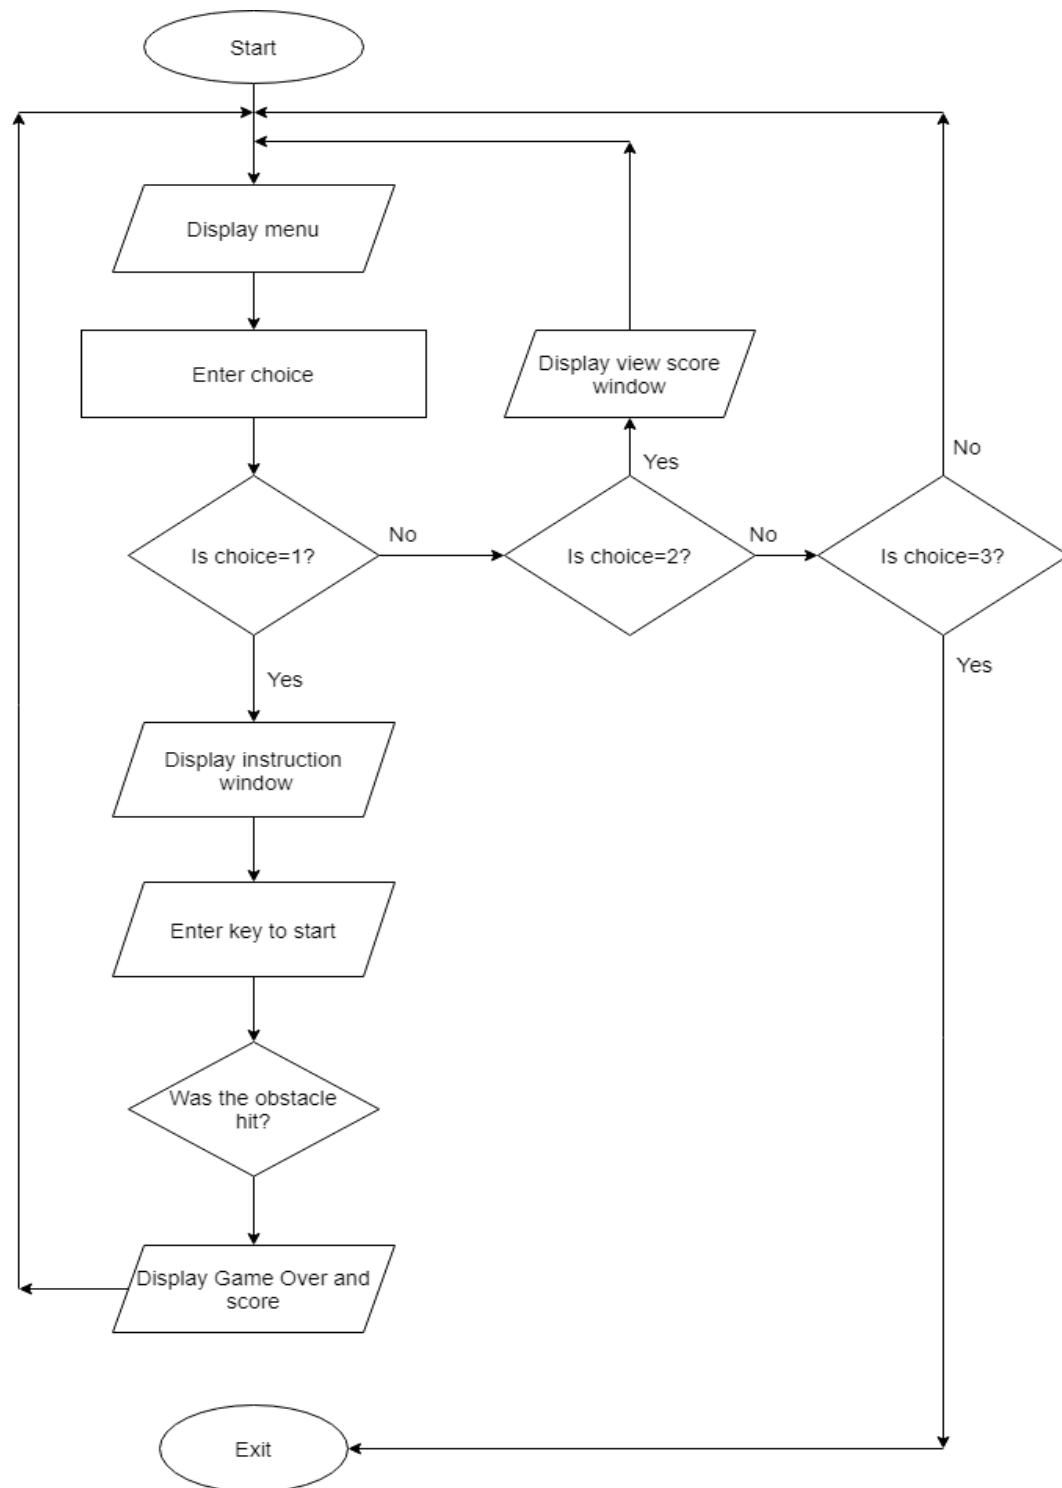 Start
Display menu
Enter choice
Display view score
window
Yes
No
Is choice=1?
No
Is choice=2?
No
Is choice=3?
Yes
Yes
Display instruction
window
Enter key to start
Was the obstacle
hit?
Display Game Over and
score
Exit